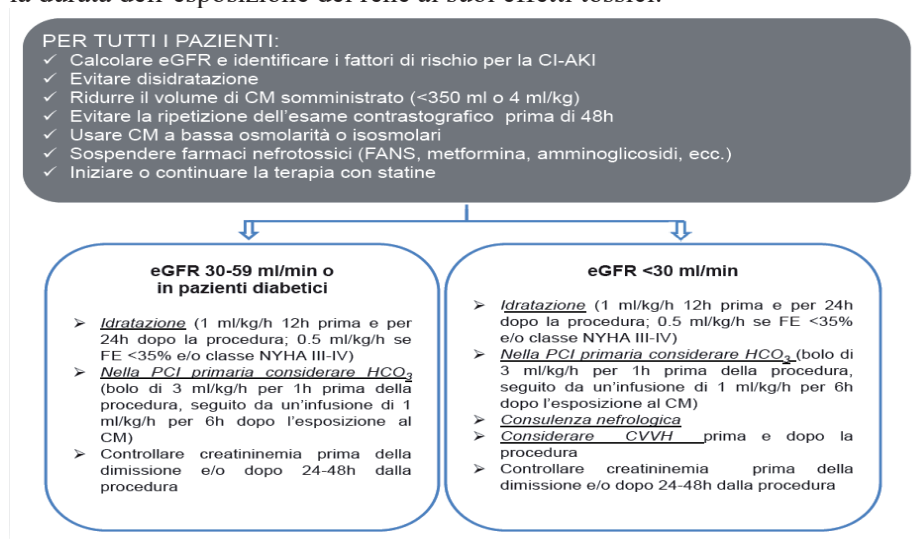 la durata dell'esposizione del rene ai suoi effetti tossici.
PER TUTTI I PAZIENTI:
✓ Calcolare eGFR e identificare i fattori di rischio per la CI-AKI
✓ Evitare disidratazione
✓ Ridurre il volume di CM somministrato (<350 ml o 4 ml/kg)
✓ Evitare la ripetizione dell'esame contrastografico prima di 48h
✓ Usare CM a bassa osmolarità o isosmolari
✓ Sospendere farmaci nefrotossici (FANS, metformina, amminoglicosidi, ecc.)
✓ Iniziare o continuare la terapia con statine
eGFR 30-59 ml/min o
in pazienti diabetici
➢ Idratazione (1 ml/kg/h 12h prima e per
24h dopo la procedura; 0.5 ml/kg/h se
FE <35% e/o classe NYHA III-IV)
➢ Nella PCI primaria considerare HCO3
(bolo di 3 ml/kg/h per 1h prima della
procedura, seguito da un'infusione di 1
ml/kg/h per 6h dopo l'esposizione al
CM)
➢ Controllare creatininemia prima della
dimissione e/o dopo 24-48h dalla
procedura
eGFR <30 ml/min
➢ Idratazione (1 ml/kg/h 12h prima e per 24h
dopo la procedura; 0.5 ml/kg/h se FE <35%
e/o classe NYHA III-IV)
➢ Nella PCI primaria considerare HCO3 (bolo di
3 ml/kg/h per 1h prima della procedura,
seguito da un'infusione di 1 ml/kg/h per 6h
dopo l'esposizione al CM)
➢ Consulenza nefrologica
➢ Considerare CVVH prima e dopo la
procedura
➢ Controllare creatininemia prima della
dimissione e/o dopo 24-48h dalla procedura